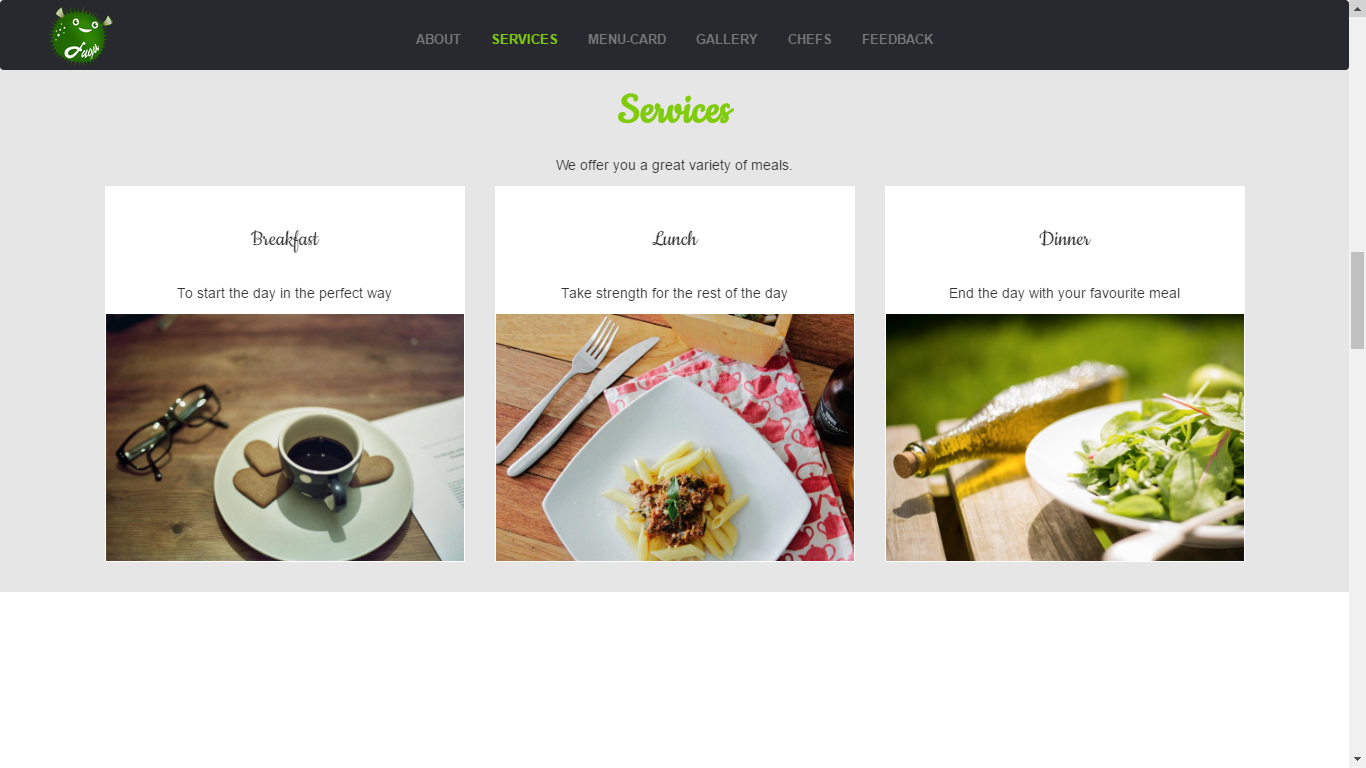 Fugu
ABOUT SERVICES MENU-CARD GALLERY CHEFS FEEDBACK
Services
We offer you a great variety of meals.
Breakfast
To start the day in the perfect way
Lunch
Take strength for the rest of the day
Dinner
End the day with your favourite meal